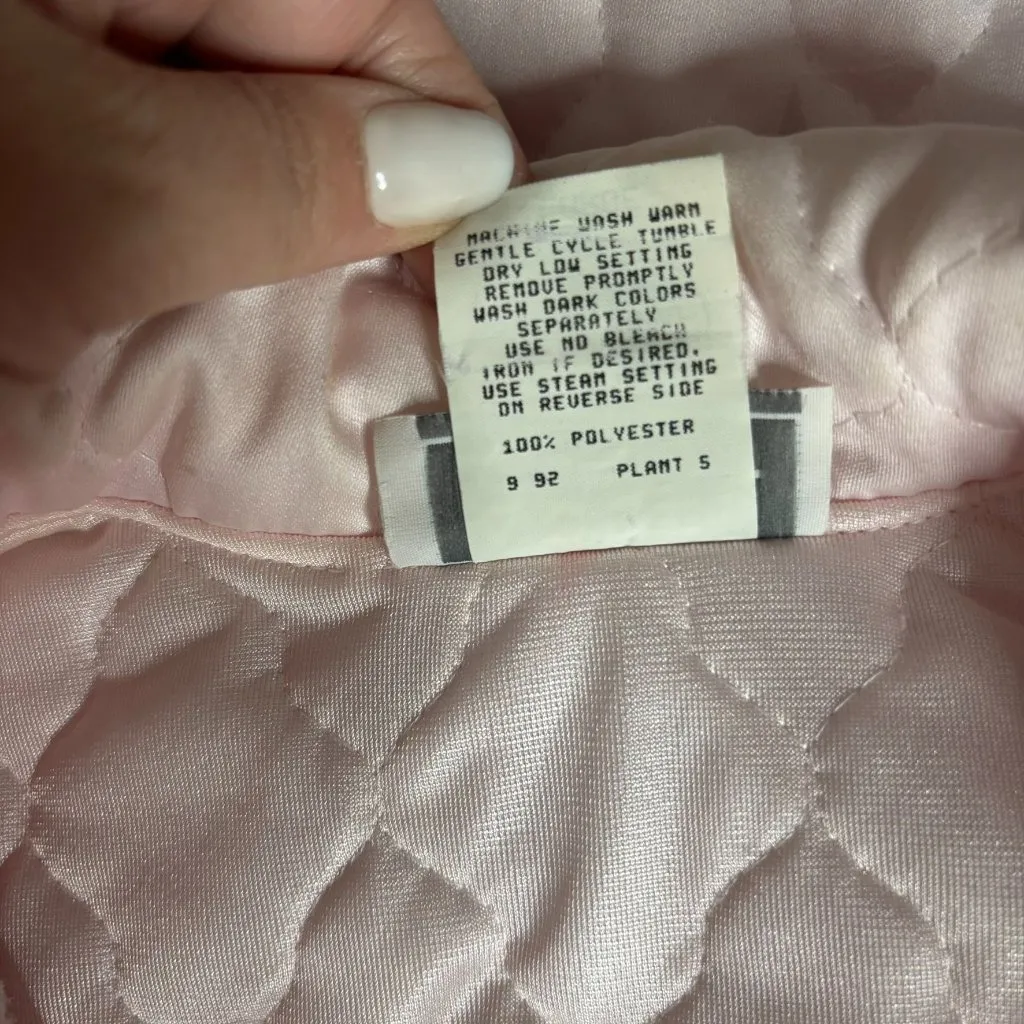 MACHINE WASH WARM
GENTLE CYCLE TUMBLE
DRY LOW SETTING
REMOVE PROMPTLY
WASH DARK COLORS
SEPARATELY
USE NO BLEACH
IRON IF DESIRED.
USE STEAM SETTING
ON REVERSE SIDE
100% POLYESTER
9 92 PLANT 5